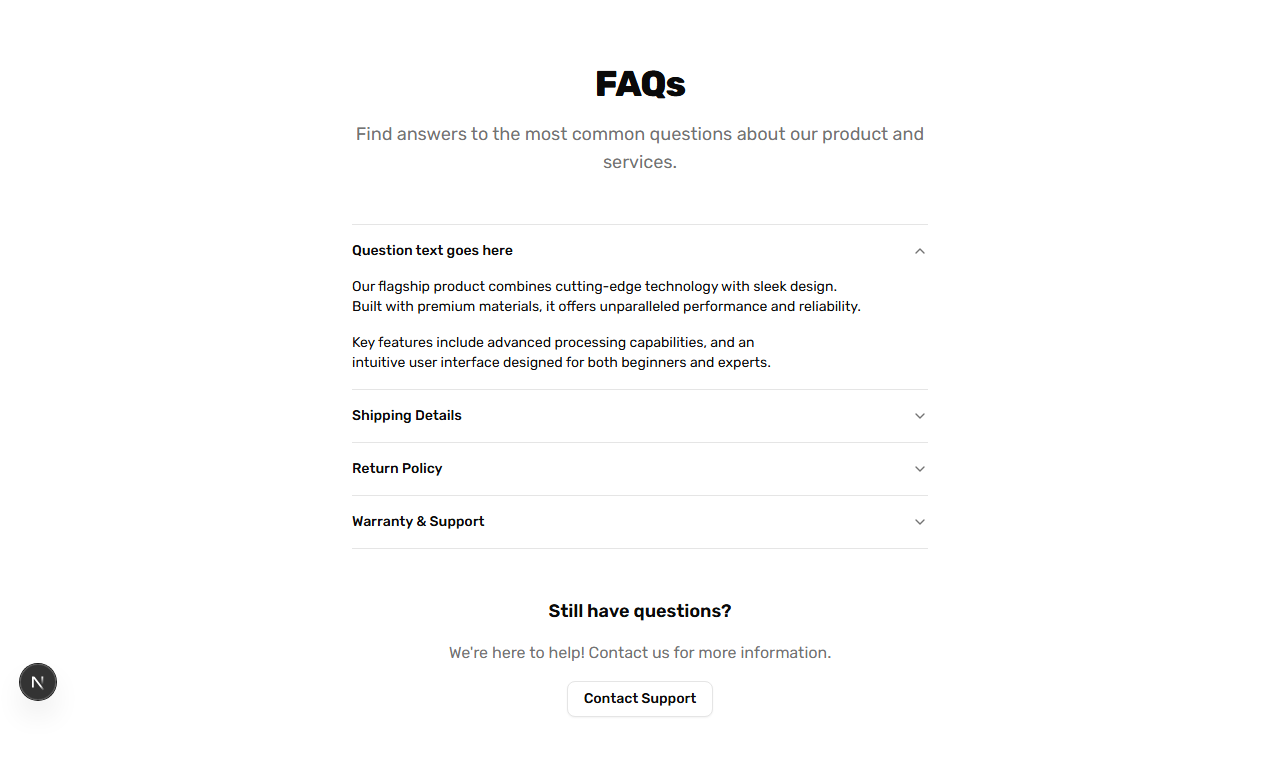 FAQs
Find answers to the most common questions about our product and
services.
Question text goes here
Our flagship product combines cutting-edge technology with sleek design.
Built with premium materials, it offers unparalleled performance and reliability.
Key features include advanced processing capabilities, and an
intuitive user interface designed for both beginners and experts.
Shipping Details
Return Policy
Warranty & Support
Still have questions?
We're here to help! Contact us for more information.
N
Contact Support